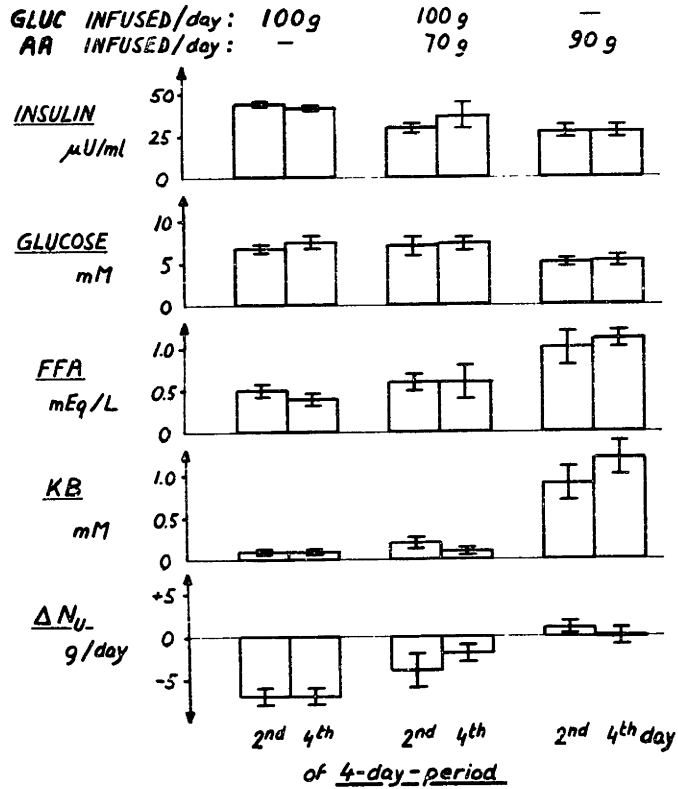 GLUC INFUSED/day: 100g 100g —
AA INFUSED/day: — 70g 90g
INSULIN
μU/ml
50
25
0
GLUCOSE
mM
10
5
0
FFA
mEq/L
1.0
0.5
0
KB
mM
1.0
0.5
0
Δ NU-
g/day
+5
0
-5
2nd 4th 2nd 4th 2nd 4th day
of 4-day-period